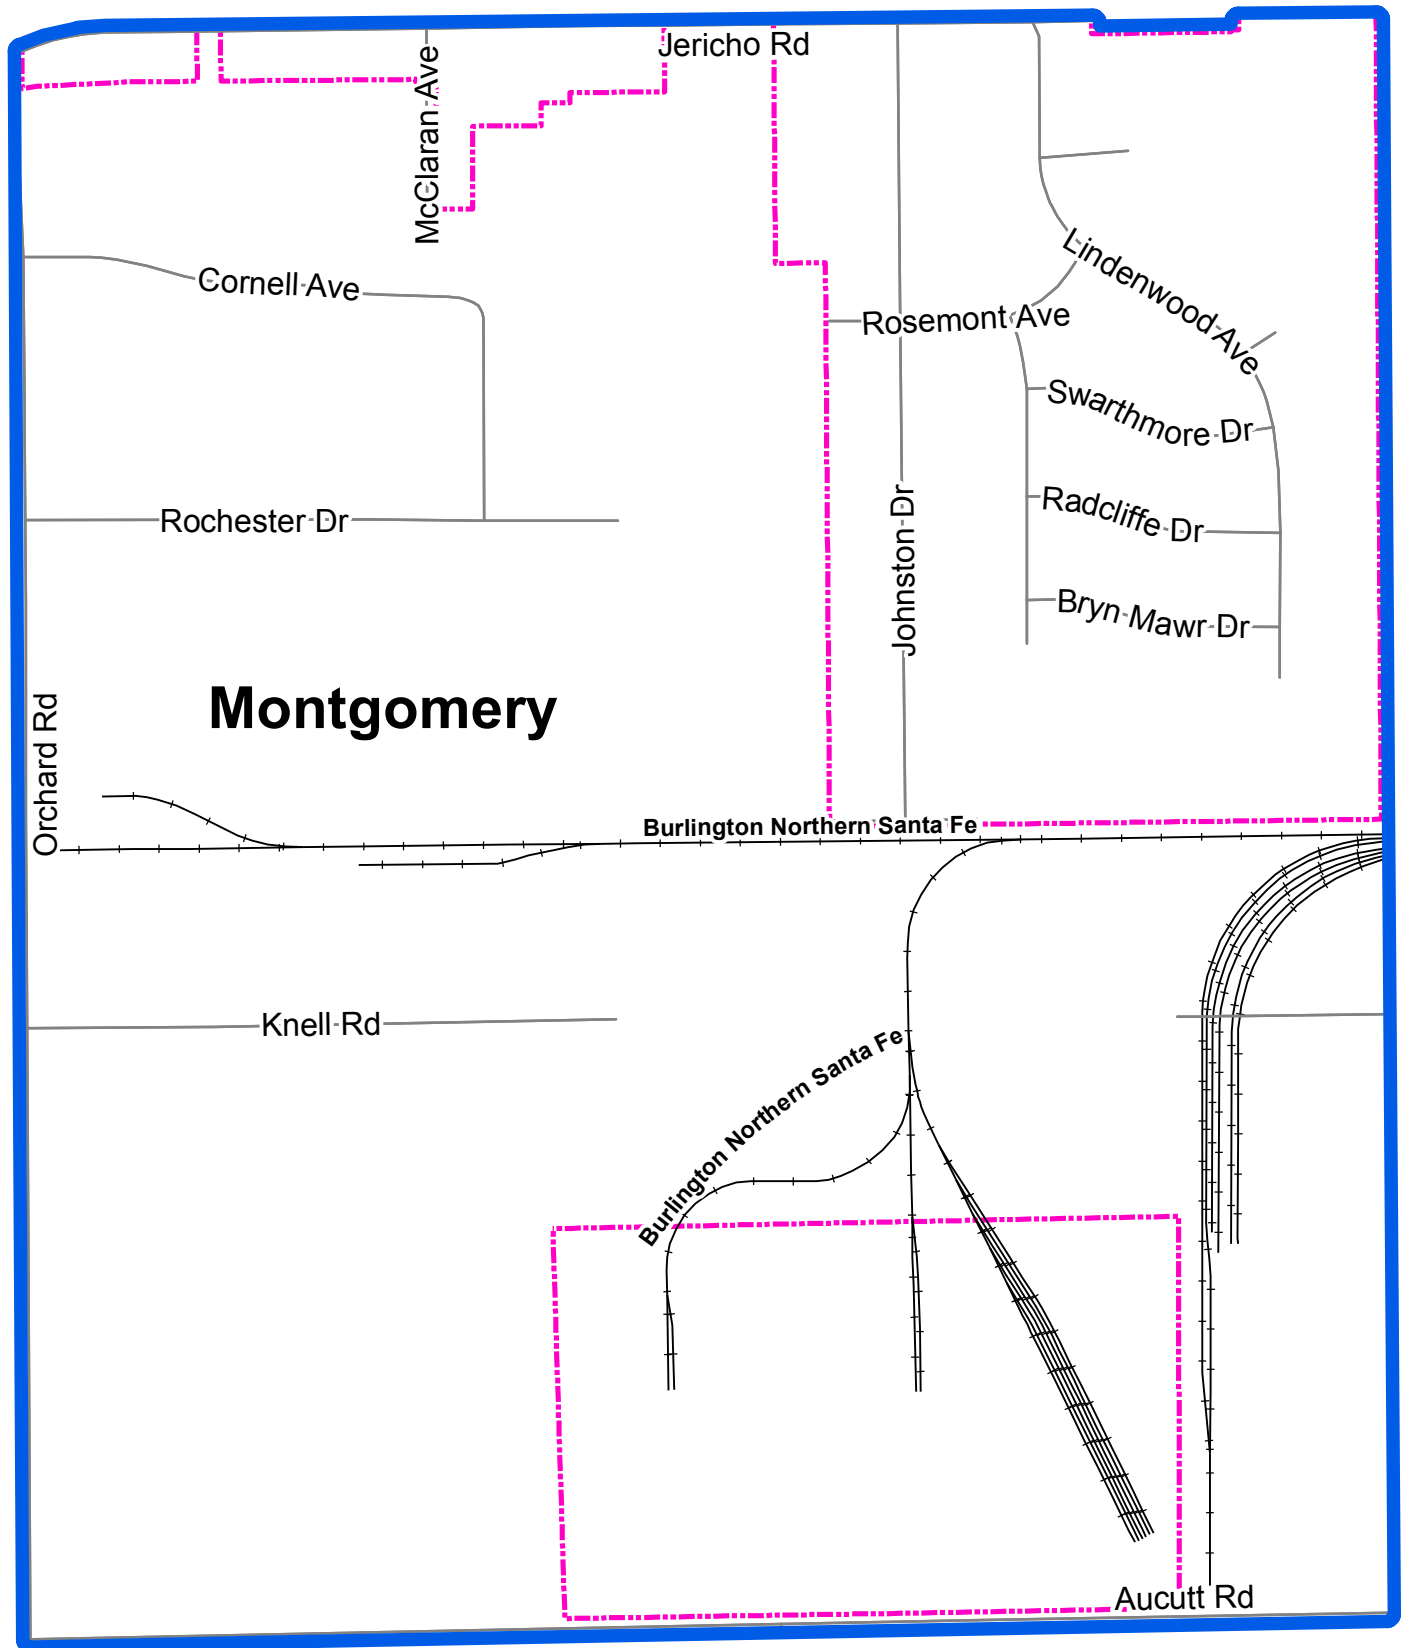 Jericho Rd
McClaran Ave
Lindenwood Ave
Cornell Ave
Rosemont Ave
Swarthmore Dr
Radcliffe Dr
Rochester Dr
Johnston Dr
Bryn Mawr Dr
Montgomery
Orchard Rd
Burlington Northern Santa Fe
Knell Rd
Burlington Northern Santa Fe
Aucutt Rd